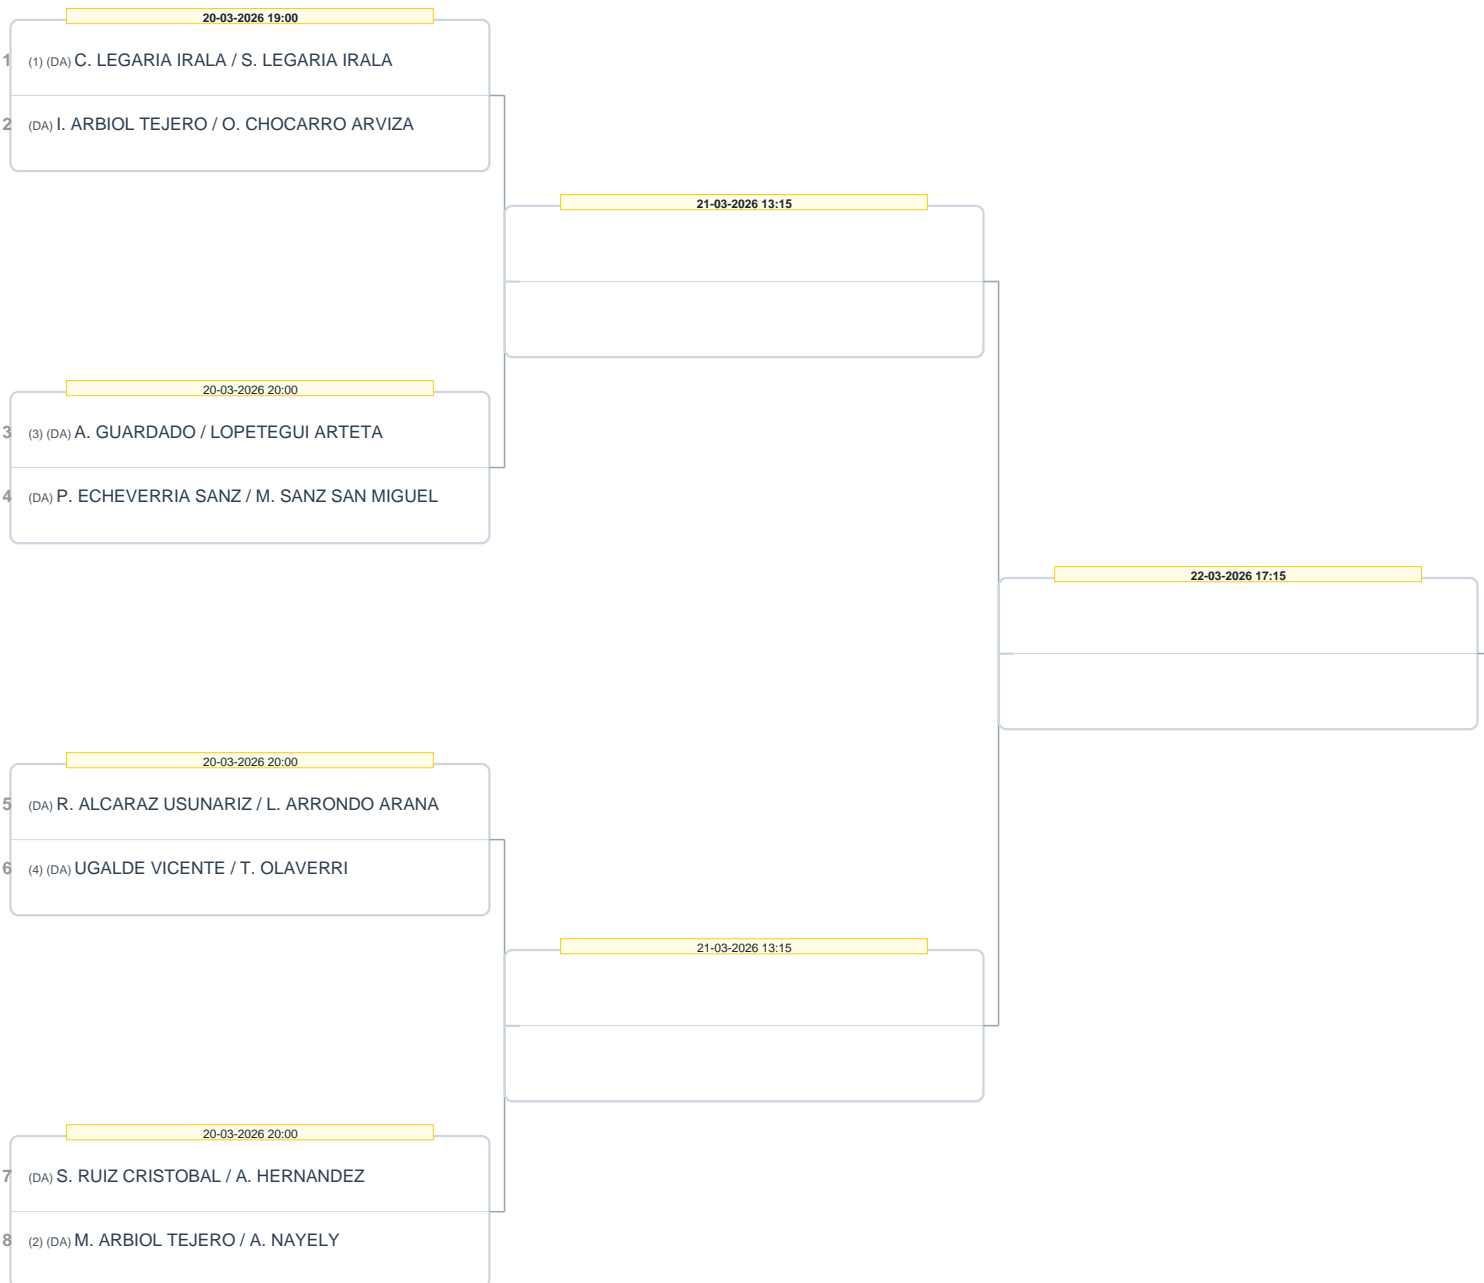 20-03-2026 19:00
1 (1) (DA) C. LEGARIA IRALA / S. LEGARIA IRALA
2 (DA) I. ARBIOL TEJERO / O. CHOCARRO ARVIZA
21-03-2026 13:15
20-03-2026 20:00
3 (3) (DA) A. GUARDADO / LOPETEGUI ARTETA
4 (DA) P. ECHEVERRIA SANZ / M. SANZ SAN MIGUEL
22-03-2026 17:15
20-03-2026 20:00
5 (DA) R. ALCARAZ USUNARIZ / L. ARRONDO ARANA
6 (4) (DA) UGALDE VICENTE / T. OLAVERRI
21-03-2026 13:15
20-03-2026 20:00
7 (DA) S. RUIZ CRISTOBAL / A. HERNANDEZ
8 (2) (DA) M. ARBIOL TEJERO / A. NAYELY